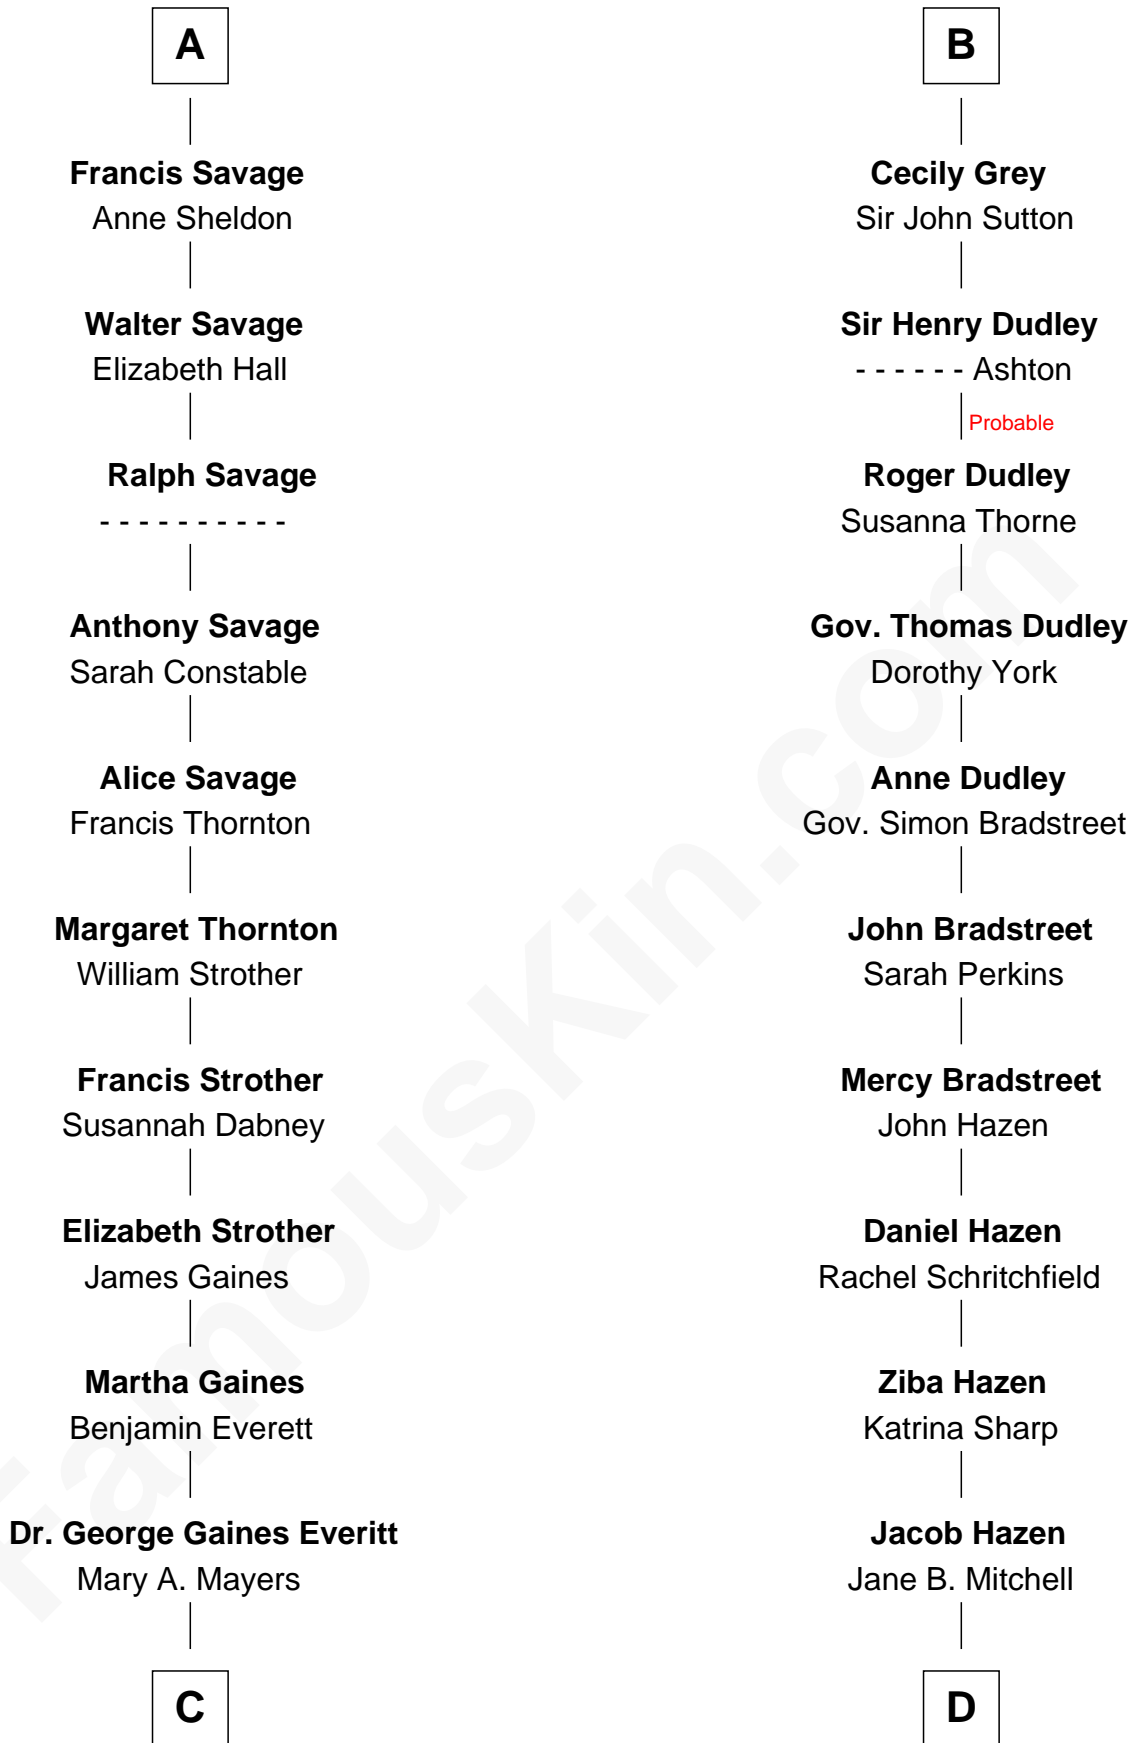 A
Francis Savage
Anne Sheldon
Walter Savage
Elizabeth Hall
Ralph Savage
- - - - - - - - - -
Anthony Savage
Sarah Constable
Alice Savage
Francis Thornton
Margaret Thornton
William Strother
Francis Strother
Susannah Dabney
Elizabeth Strother
James Gaines
Martha Gaines
Benjamin Everett
Dr. George Gaines Everitt
Mary A. Mayers
C
B
Cecily Grey
Sir John Sutton
Sir Henry Dudley
- - - - - - Ashton
Probable
Roger Dudley
Susanna Thorne
Gov. Thomas Dudley
Dorothy York
Anne Dudley
Gov. Simon Bradstreet
John Bradstreet
Sarah Perkins
Mercy Bradstreet
John Hazen
Daniel Hazen
Rachel Schritchfield
Ziba Hazen
Katrina Sharp
Jacob Hazen
Jane B. Mitchell
D
FamousKin.com